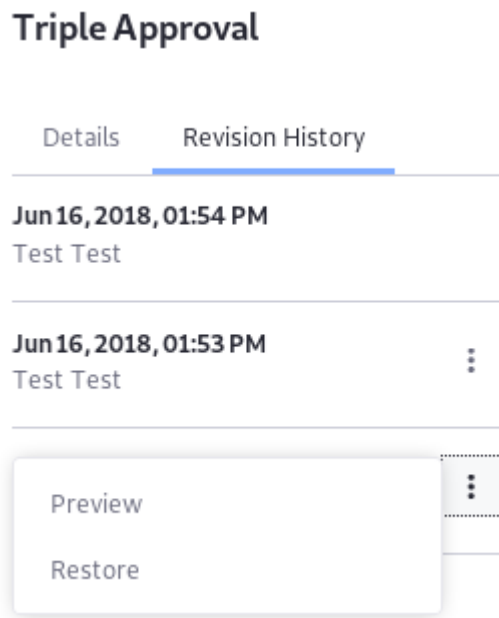 Triple Approval
Details Revision History
Jun 16, 2018, 01:54 PM
Test Test
Jun 16, 2018, 01:53 PM
Test Test
Preview
Restore